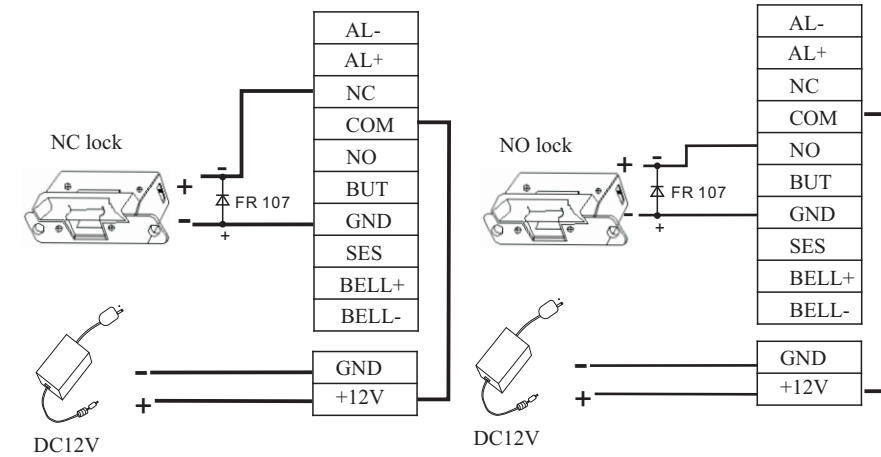 NC lock
+
-
-
+
FR 107
AL-
AL+
NC
COM
NO
BUT
GND
SES
BELL+
BELL-
-
+
GND
+12V
DC12V
NO lock
+
-
-
+
FR 107
AL-
AL+
NC
COM
NO
BUT
GND
SES
BELL+
BELL-
-
+
GND
+12V
DC12V